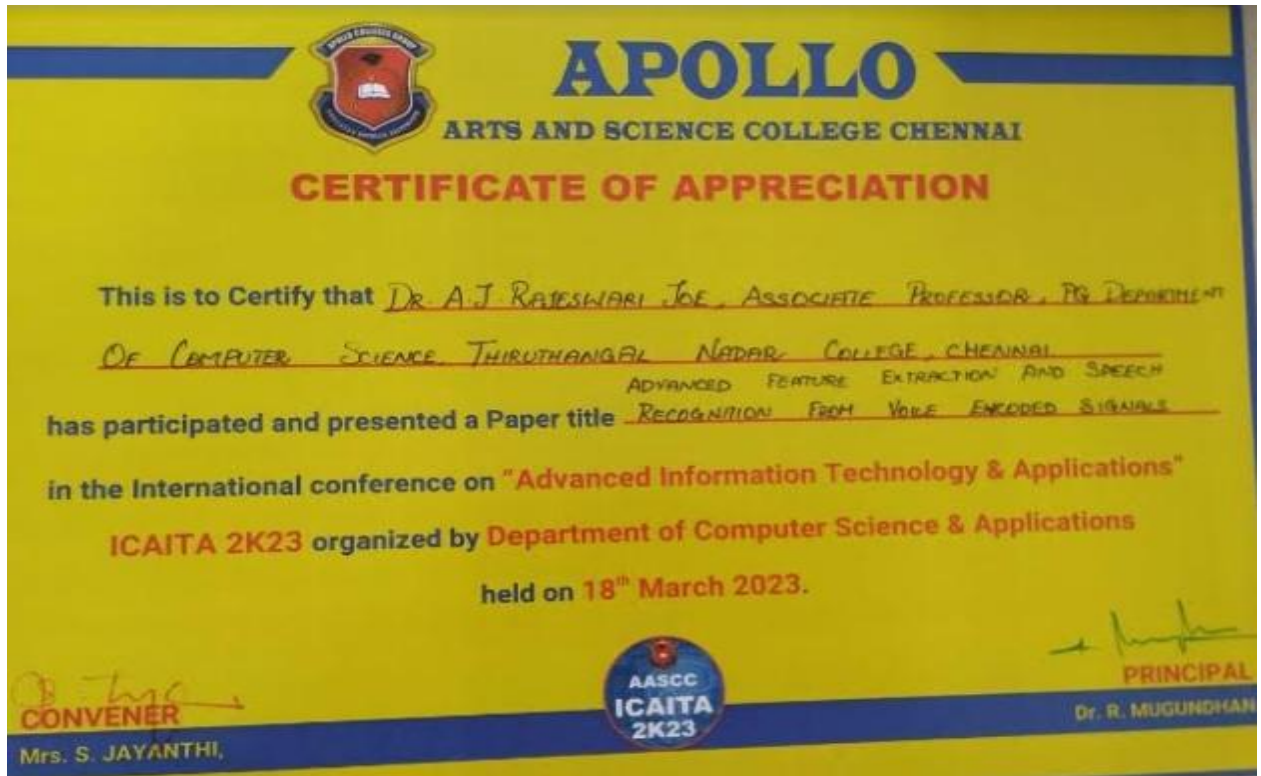 APOLLO COLLEGES GROUP
APOLLO
ARTS AND SCIENCE COLLEGE CHENNAI
CERTIFICATE OF APPRECIATION
This is to Certify that DR A.J RAJESWARI JOE, ASSOCIATE PROFESSOR, PG DEPARTMENT
OF COMPUTER SCIENCE, THIRUTHANGAL NADAR COLLEGE, CHENNAI
ADVANCED FEATURE EXTRACTION AND SPEECH
has participated and presented a Paper title RECOGNITION FROM VOICE ENCODED SIGNALS
in the International conference on "Advanced Information Technology & Applications"
ICAITA 2K23 organized by Department of Computer Science & Applications
held on 18th March 2023.
CONVENER
Mrs. S. JAYANTHI,
AASCC
ICAITA
2K23
PRINCIPAL
Dr. R. MUGUNDHAN